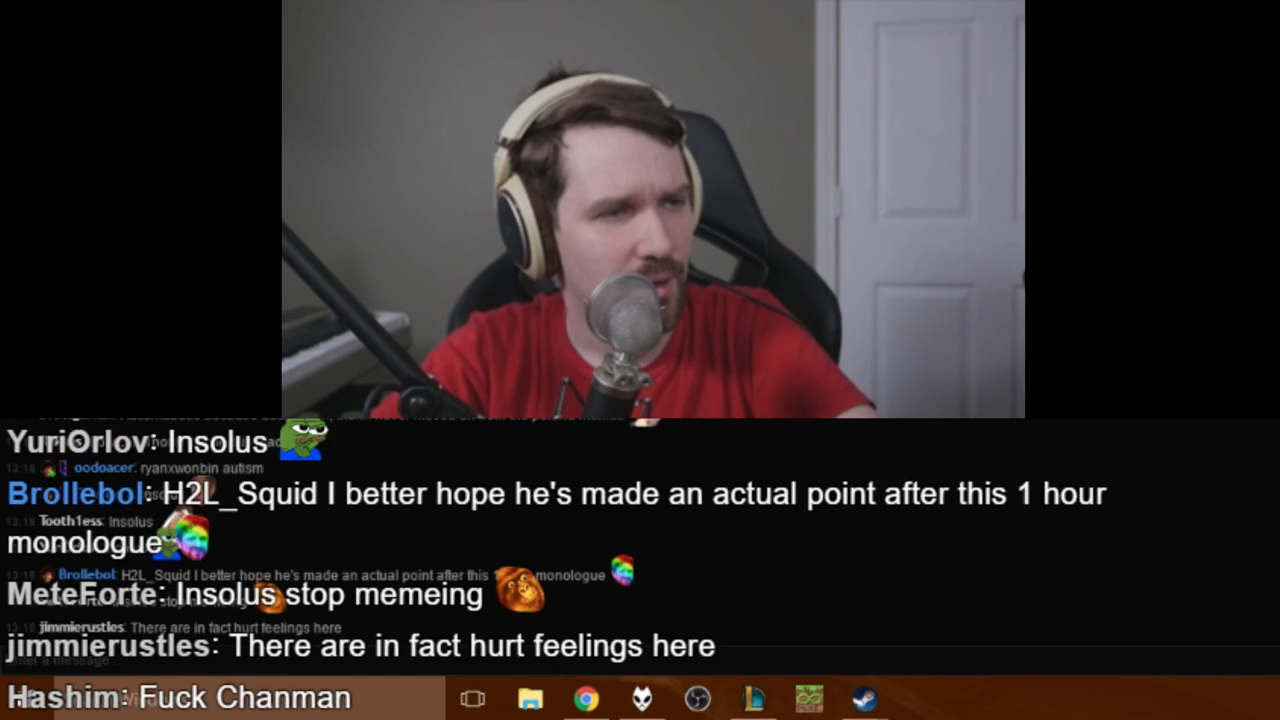 YuriOrlov: Insolus
oodoacer: ryanxwonbin autism
Brollebol: H2L_Squid I better hope he's made an actual point after this 1 hour
Tooth1ess: Insolus
monologue
Brollebol: H2L_Squid I better hope he's made an actual point after this 1 monologue
MeteForte: Insolus stop memeing
jimmierustles: There are in fact hurt feelings here
jimmierustles: There are in fact hurt feelings here
Hashim: Fuck Chanman